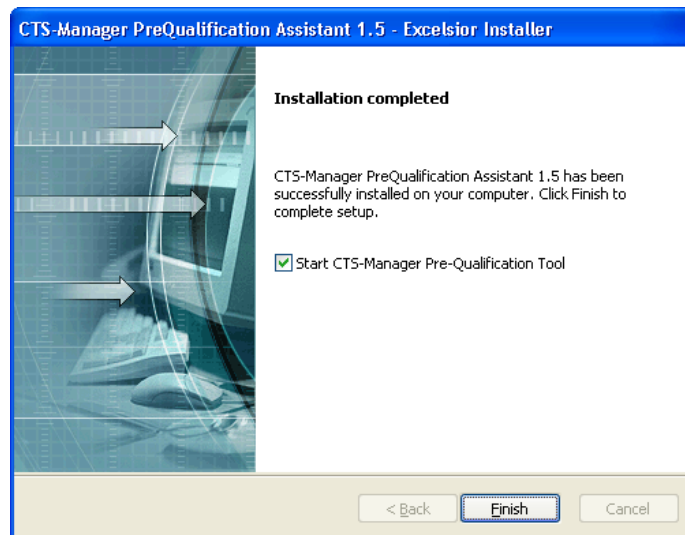 CTS-Manager PreQualification Assistant 1.5 - Excelsior Installer
Installation completed
CTS-Manager PreQualification Assistant 1.5 has been
successfully installed on your computer. Click Finish to
complete setup.
Start CTS-Manager Pre-Qualification Tool
< Back Finish Cancel